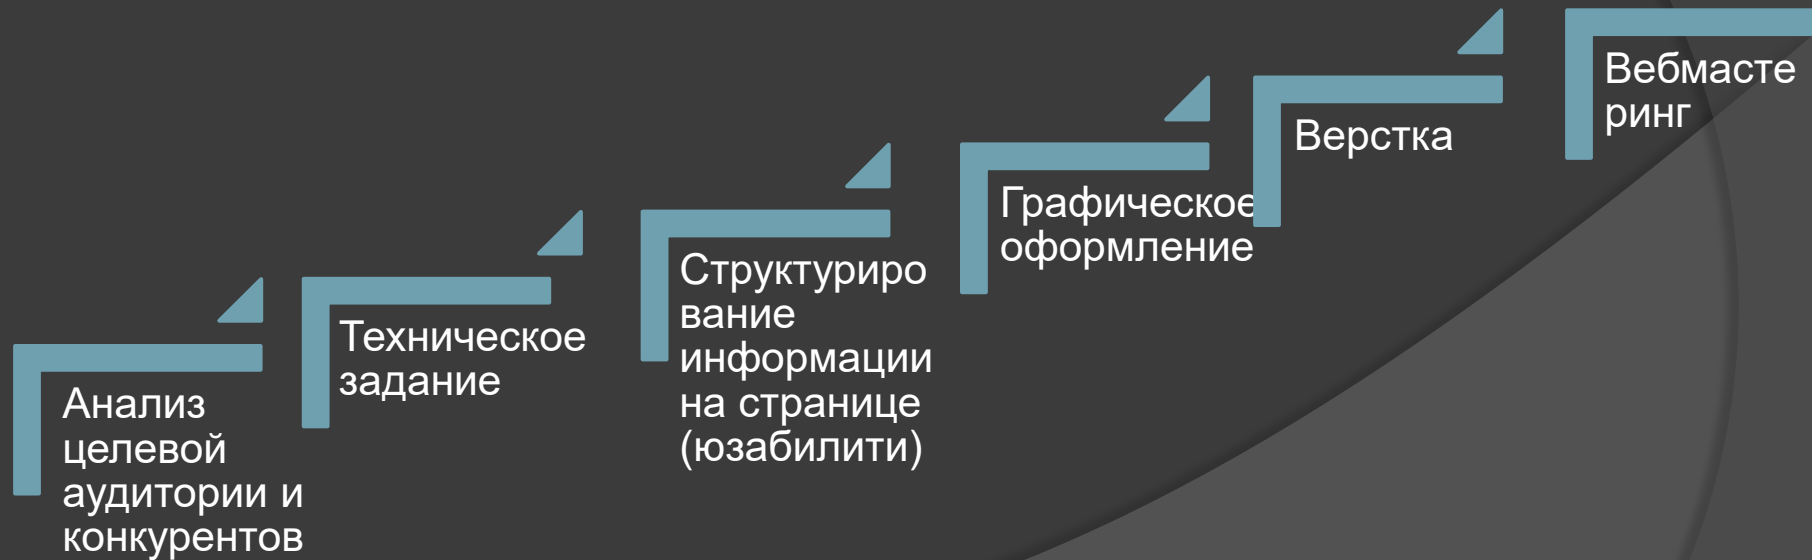 Анализ
целевой
аудитории и
конкурентов
Техническое
задание
Структуриро
вание
информации
на странице
(юзабилити)
Графическое
оформление
Верстка
Вебмасте
ринг